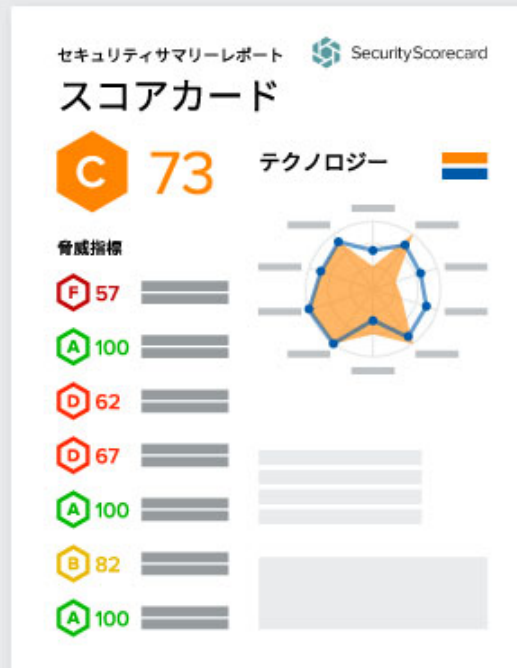 セキュリティサマリーレポート
SecurityScorecard
スコアカード
C 73
テクノロジー
脅威指標
F 57
A 100
D 62
D 67
A 100
B 82
A 100